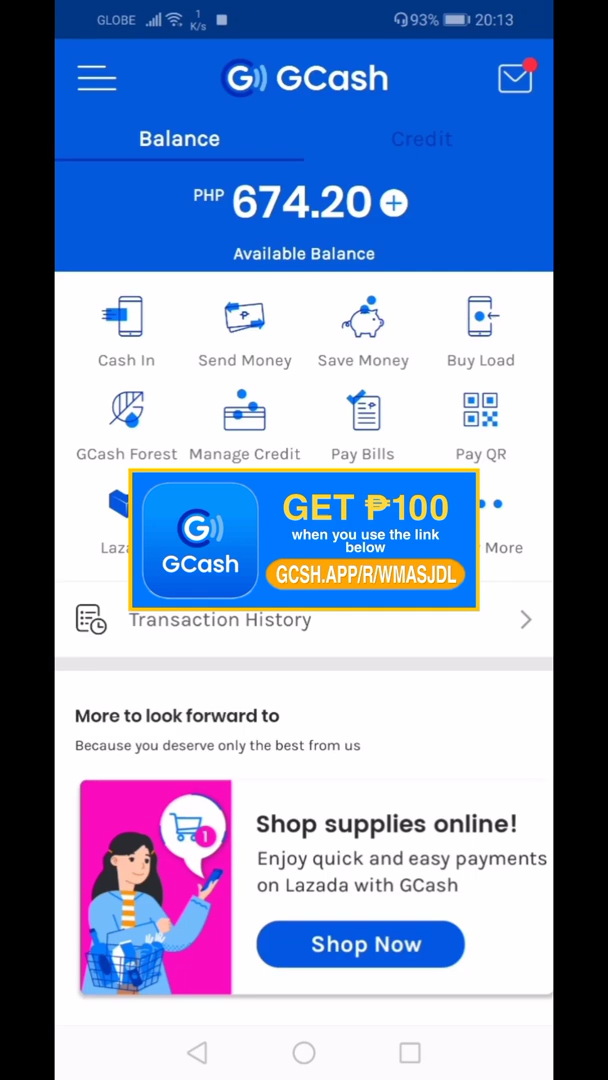 GLOBE 1 K/s 93% 20:13
GCash
Balance Credit
PHP 674.20
Available Balance
Cash In Send Money Save Money Buy Load
GCash Forest Manage Credit Pay Bills Pay QR
GET ₱100
when you use the link
below
GCash
GCSH.APP/R/WMASJDL
More
Transaction History
More to look forward to
Because you deserve only the best from us
1
Shop supplies online!
Enjoy quick and easy payments
on Lazada with GCash
Shop Now